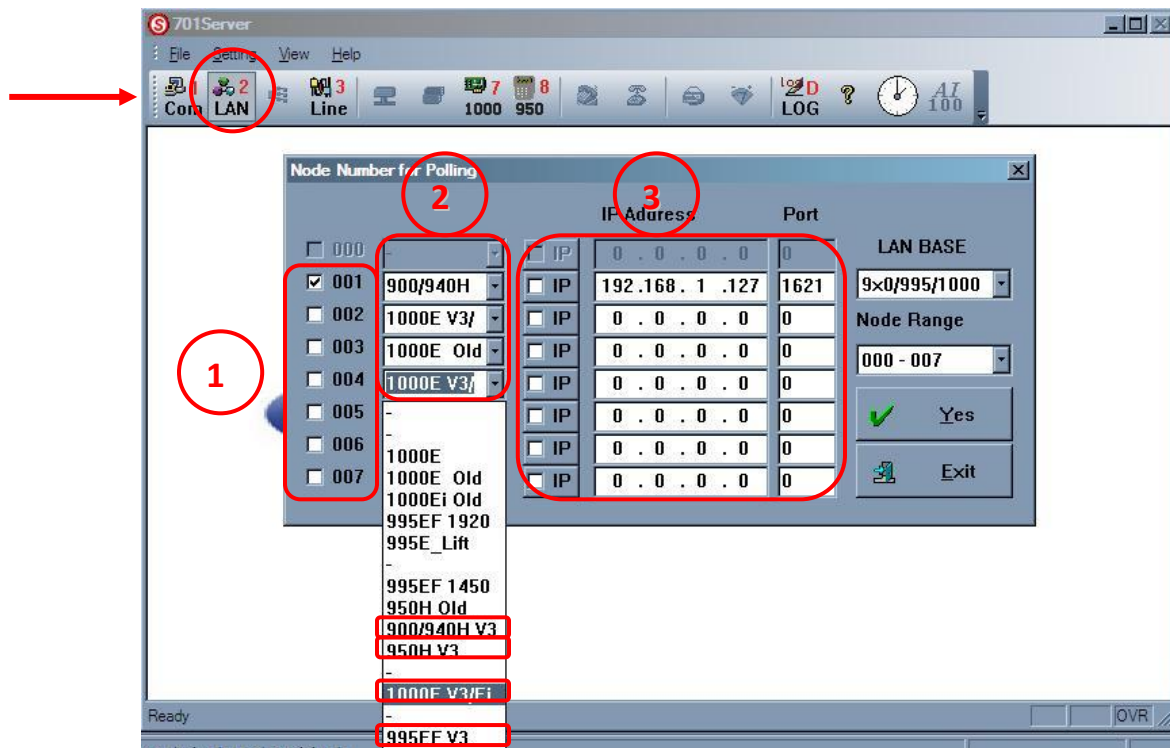 701Server
File Setting View Help
1 2 3 7 8 D ? AI
Com LAN Line 1000 950 LOG 100
Node Number for Polling
2 3
IP Address Port
000 - IP 0 . 0 . 0 . 0 0 LAN BASE
001 900/940H IP 192 .168 . 1 .127 1621 9x0/995/1000
002 1000E V3/ IP 0 . 0 . 0 . 0 0 Node Range
003 1000E Old IP 0 . 0 . 0 . 0 0 000 - 007
1
004 1000E V3/ IP 0 . 0 . 0 . 0 0
005 - IP 0 . 0 . 0 . 0 0 Yes
006 - IP 0 . 0 . 0 . 0 0
007 IP 0 . 0 . 0 . 0 0 Exit
1000E
1000E Old
1000Ei Old
995EF 1920
995E_Lift
-
995EF 1450
950H Old
900/940H V3
950H V3
-
1000E V3/Ei
-
995EF V3
Ready OVR